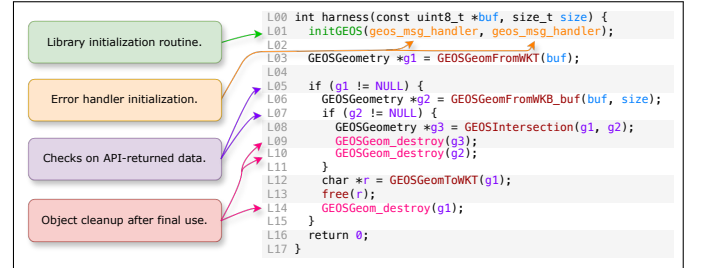 Library initialization routine.
Error handler initialization.
Checks on API-returned data.
Object cleanup after final use.
L00 int harness(const uint8_t *buf, size_t size) {
L01 initGEOS(geos_msg_handler, geos_msg_handler);
L02
L03 GEOSGeometry *g1 = GEOSGeomFromWKT(buf);
L04
L05 if (g1 != NULL) {
L06 GEOSGeometry *g2 = GEOSGeomFromWKB_buf(buf, size);
L07 if (g2 != NULL) {
L08 GEOSGeometry *g3 = GEOSIntersection(g1, g2);
L09 GEOSGeom_destroy(g3);
L10 GEOSGeom_destroy(g2);
L11 }
L12 char *r = GEOSGeomToWKT(g1);
L13 free(r);
L14 GEOSGeom_destroy(g1);
L15 }
L16 return 0;
L17 }